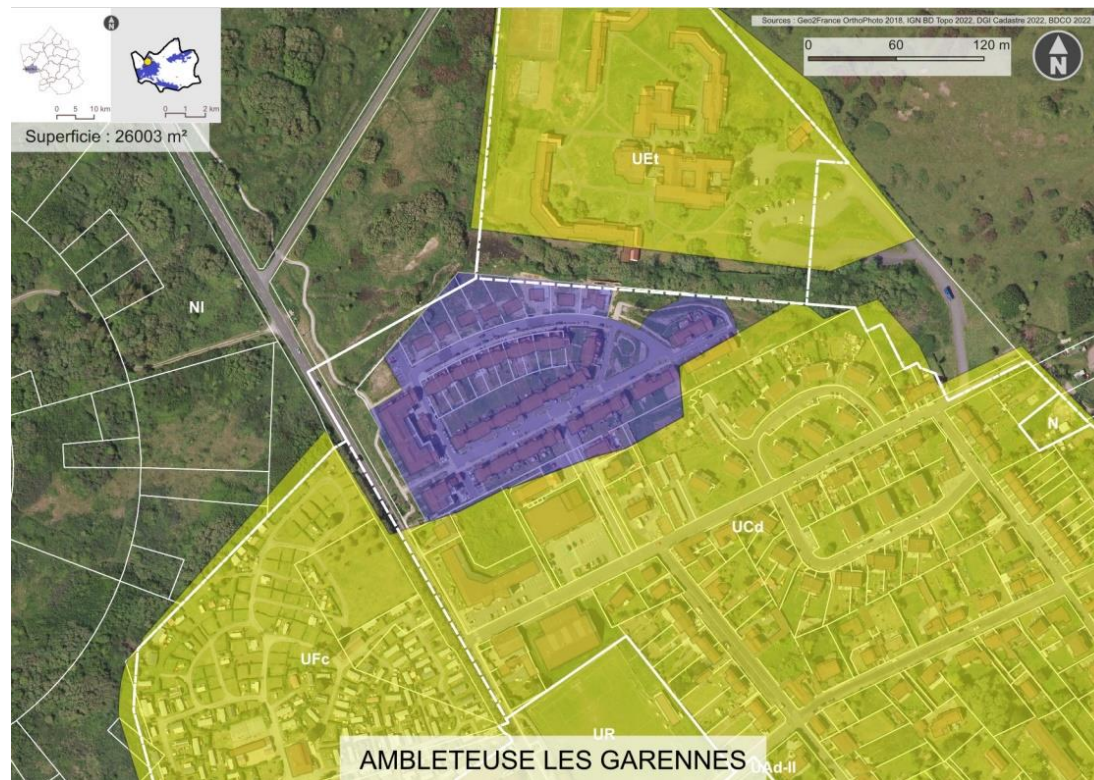 Sources : Geo2France OrthoPhoto 2018, IGN BD Topo 2022, DGI Cadastre 2022, BDCO 2022
N
0 60 120 m
N
0 5 10 km
0 1 2 km
Superficie : 26003 m²
UEt
Nl
N
UCd
UFc
UR
UAd-II
AMBLETEUSE LES GARENNES